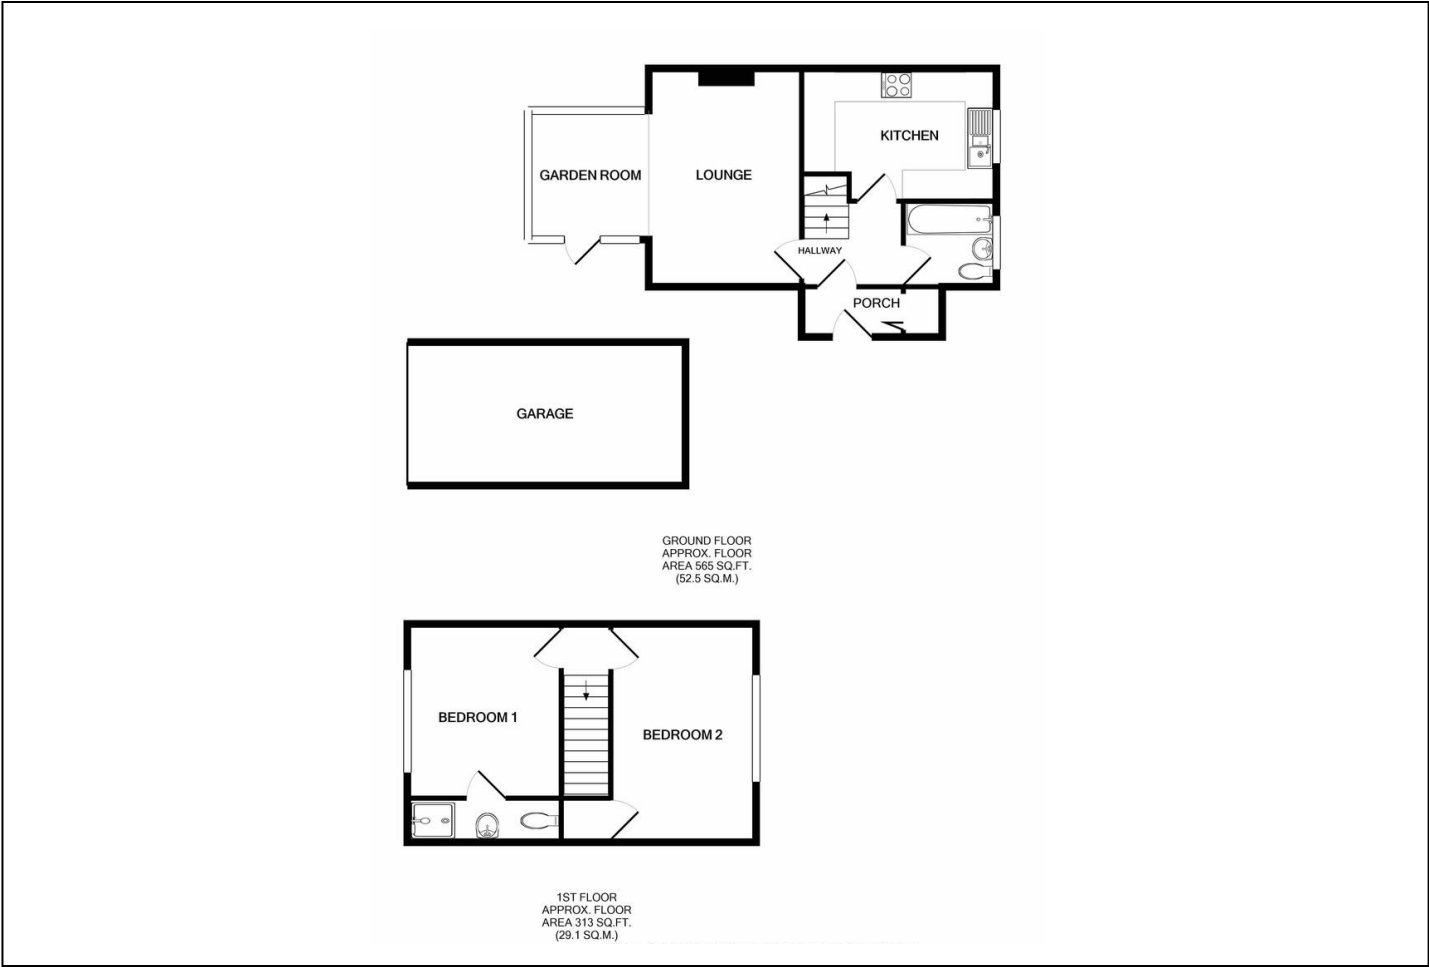 KITCHEN
GARDEN ROOM
LOUNGE
HALLWAY
PORCH
GARAGE
GROUND FLOOR
APPROX. FLOOR
AREA 565 SQ.FT.
(52.5 SQ.M.)
BEDROOM 1
BEDROOM 2
1ST FLOOR
APPROX. FLOOR
AREA 313 SQ.FT.
(29.1 SQ.M.)